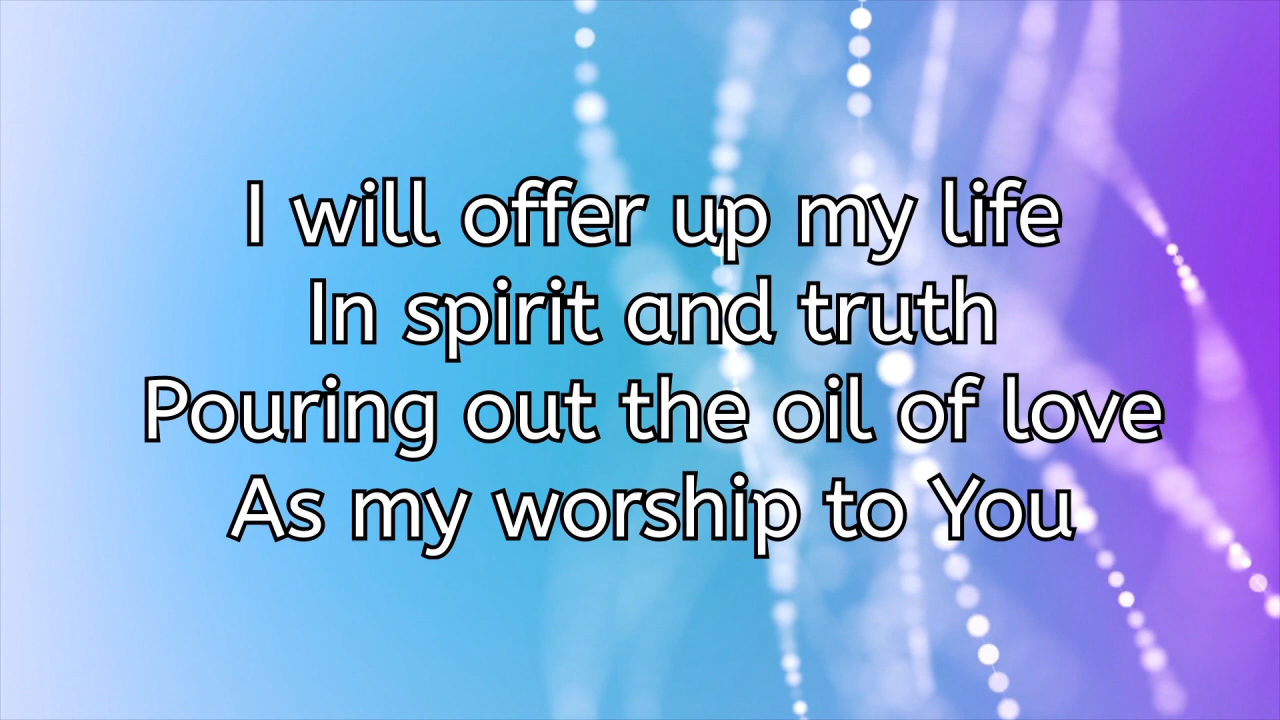 I will offer up my life
In spirit and truth
Pouring out the oil of love
As my worship to You